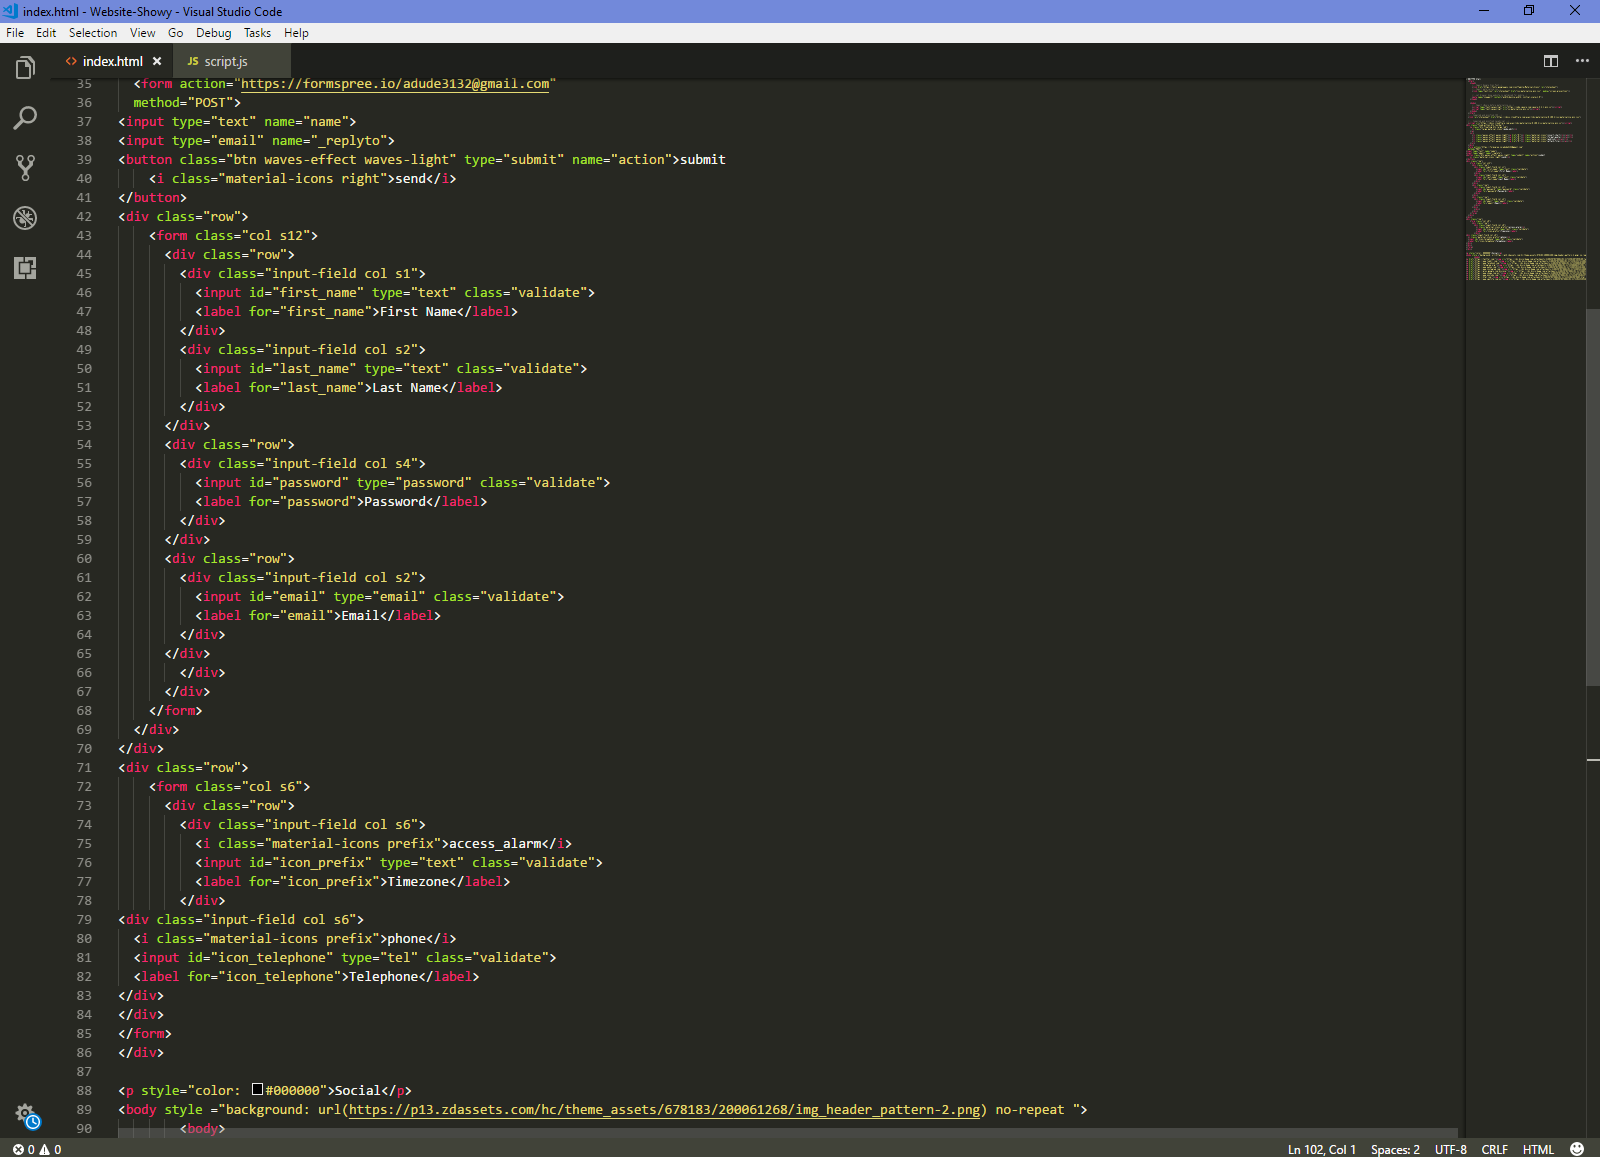 index.html - Website-Showy - Visual Studio Code
File Edit Selection View Go Debug Tasks Help
<> index.html × JS script.js
35 <form action="https://formspree.io/adude3132@gmail.com"
36 method="POST">
37 <input type="text" name="name">
38 <input type="email" name="_replyto">
39 <button class="btn waves-effect waves-light" type="submit" name="action">submit
40 <i class="material-icons right">send</i>
41 </button>
42 <div class="row">
43 <form class="col s12">
44 <div class="row">
45 <div class="input-field col s1">
46 <input id="first_name" type="text" class="validate">
47 <label for="first_name">First Name</label>
48 </div>
49 <div class="input-field col s2">
50 <input id="last_name" type="text" class="validate">
51 <label for="last_name">Last Name</label>
52 </div>
53 </div>
54 <div class="row">
55 <div class="input-field col s4">
56 <input id="password" type="password" class="validate">
57 <label for="password">Password</label>
58 </div>
59 </div>
60 <div class="row">
61 <div class="input-field col s2">
62 <input id="email" type="email" class="validate">
63 <label for="email">Email</label>
64 </div>
65 </div>
66 </div>
67 </div>
68 </form>
69 </div>
70 </div>
71 <div class="row">
72 <form class="col s6">
73 <div class="row">
74 <div class="input-field col s6">
75 <i class="material-icons prefix">access_alarm</i>
76 <input id="icon_prefix" type="text" class="validate">
77 <label for="icon_prefix">Timezone</label>
78 </div>
79 <div class="input-field col s6">
80 <i class="material-icons prefix">phone</i>
81 <input id="icon_telephone" type="tel" class="validate">
82 <label for="icon_telephone">Telephone</label>
83 </div>
84 </div>
85 </form>
86 </div>
87
88 <p style="color: #000000">Social</p>
89 <body style ="background: url(https://p13.zdassets.com/hc/theme_assets/678183/200061268/img_header_pattern-2.png) no-repeat ">
90 <body>
0 0 Ln 102, Col 1 Spaces: 2 UTF-8 CRLF HTML